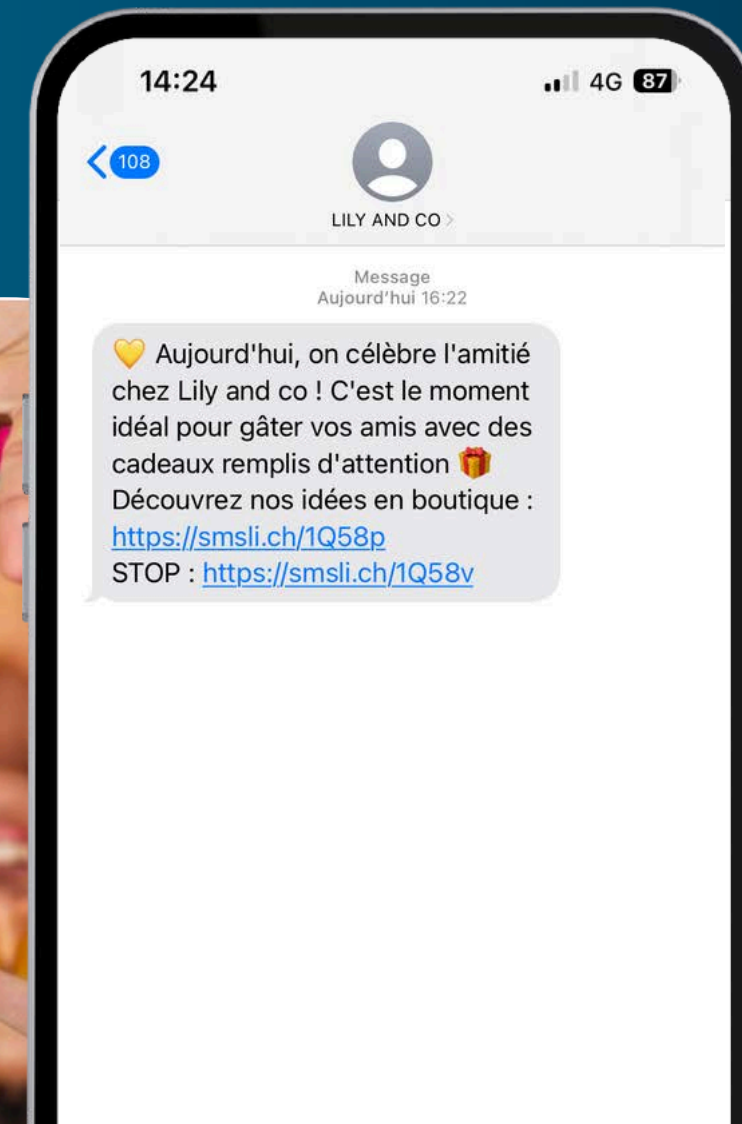 14:24
4G 87
108
LILY AND CO
Message
Aujourd'hui 16:22
💛 Aujourd'hui, on célèbre l'amitié
chez Lily and co ! C'est le moment
idéal pour gâter vos amis avec des
cadeaux remplis d'attention 🎁
Découvrez nos idées en boutique :
https://smsli.ch/1Q58p
STOP : https://smsli.ch/1Q58v